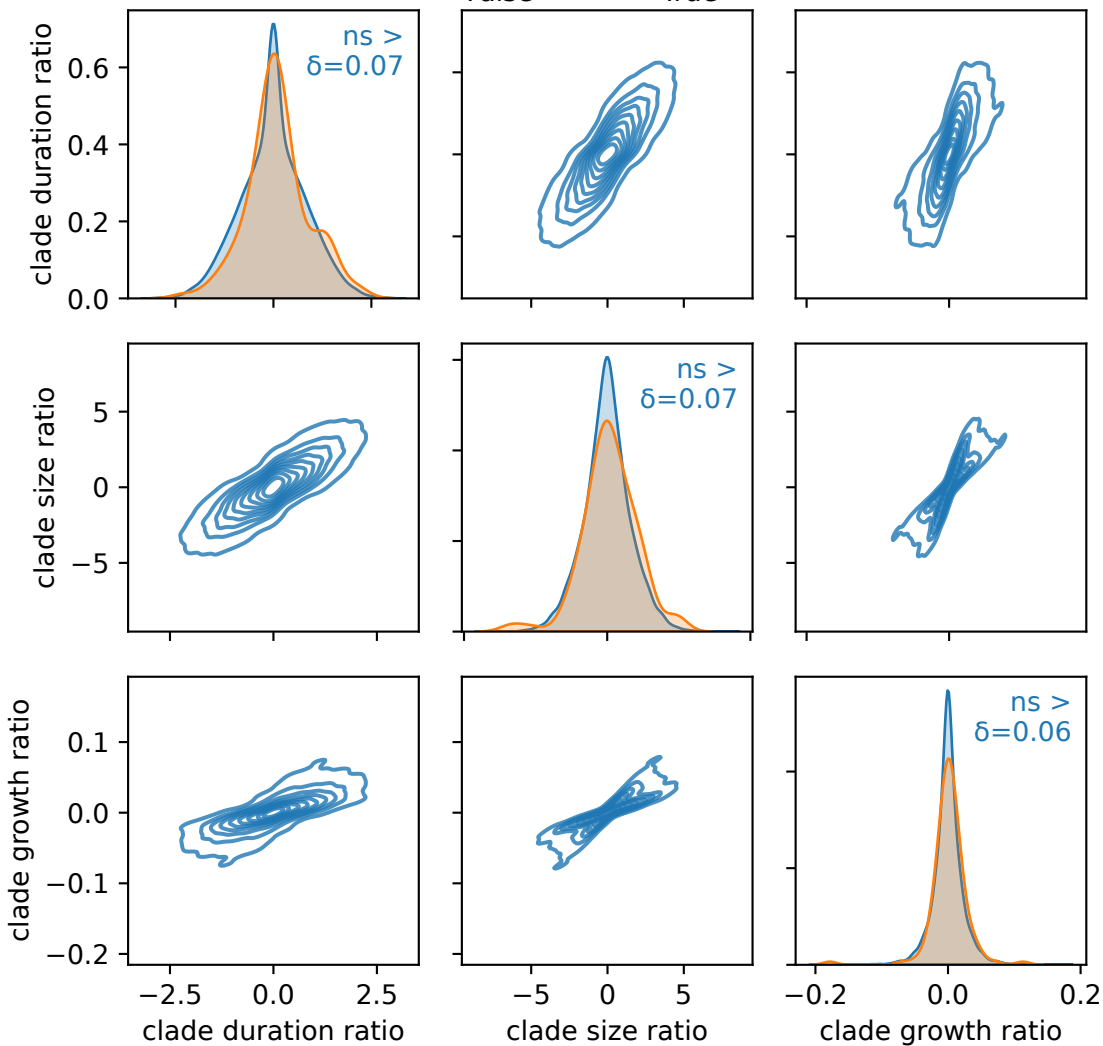 clade duration ratio
0.6
0.4
0.2
0.0
ns >
δ=0.07
clade size ratio
5
0
−5
ns >
δ=0.07
clade growth ratio
0.1
0.0
−0.1
−0.2
ns >
δ=0.06
−2.5 0.0 2.5
−5 0 5
−0.2 0.0 0.2
clade duration ratio
clade size ratio
clade growth ratio